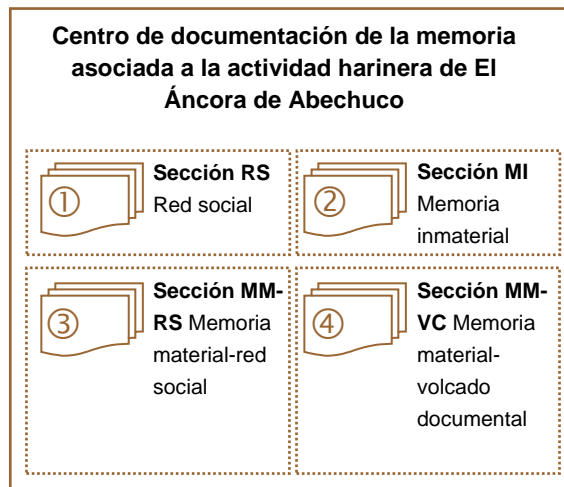 Centro de documentación de la memoria
asociada a la actividad harinera de El
Áncora de Abechuco
①
Sección RS
Red social
②
Sección MI
Memoria
inmaterial
③
Sección MM-
RS Memoria
material-red
social
④
Sección MM-
VC Memoria
material-
volcado
documental